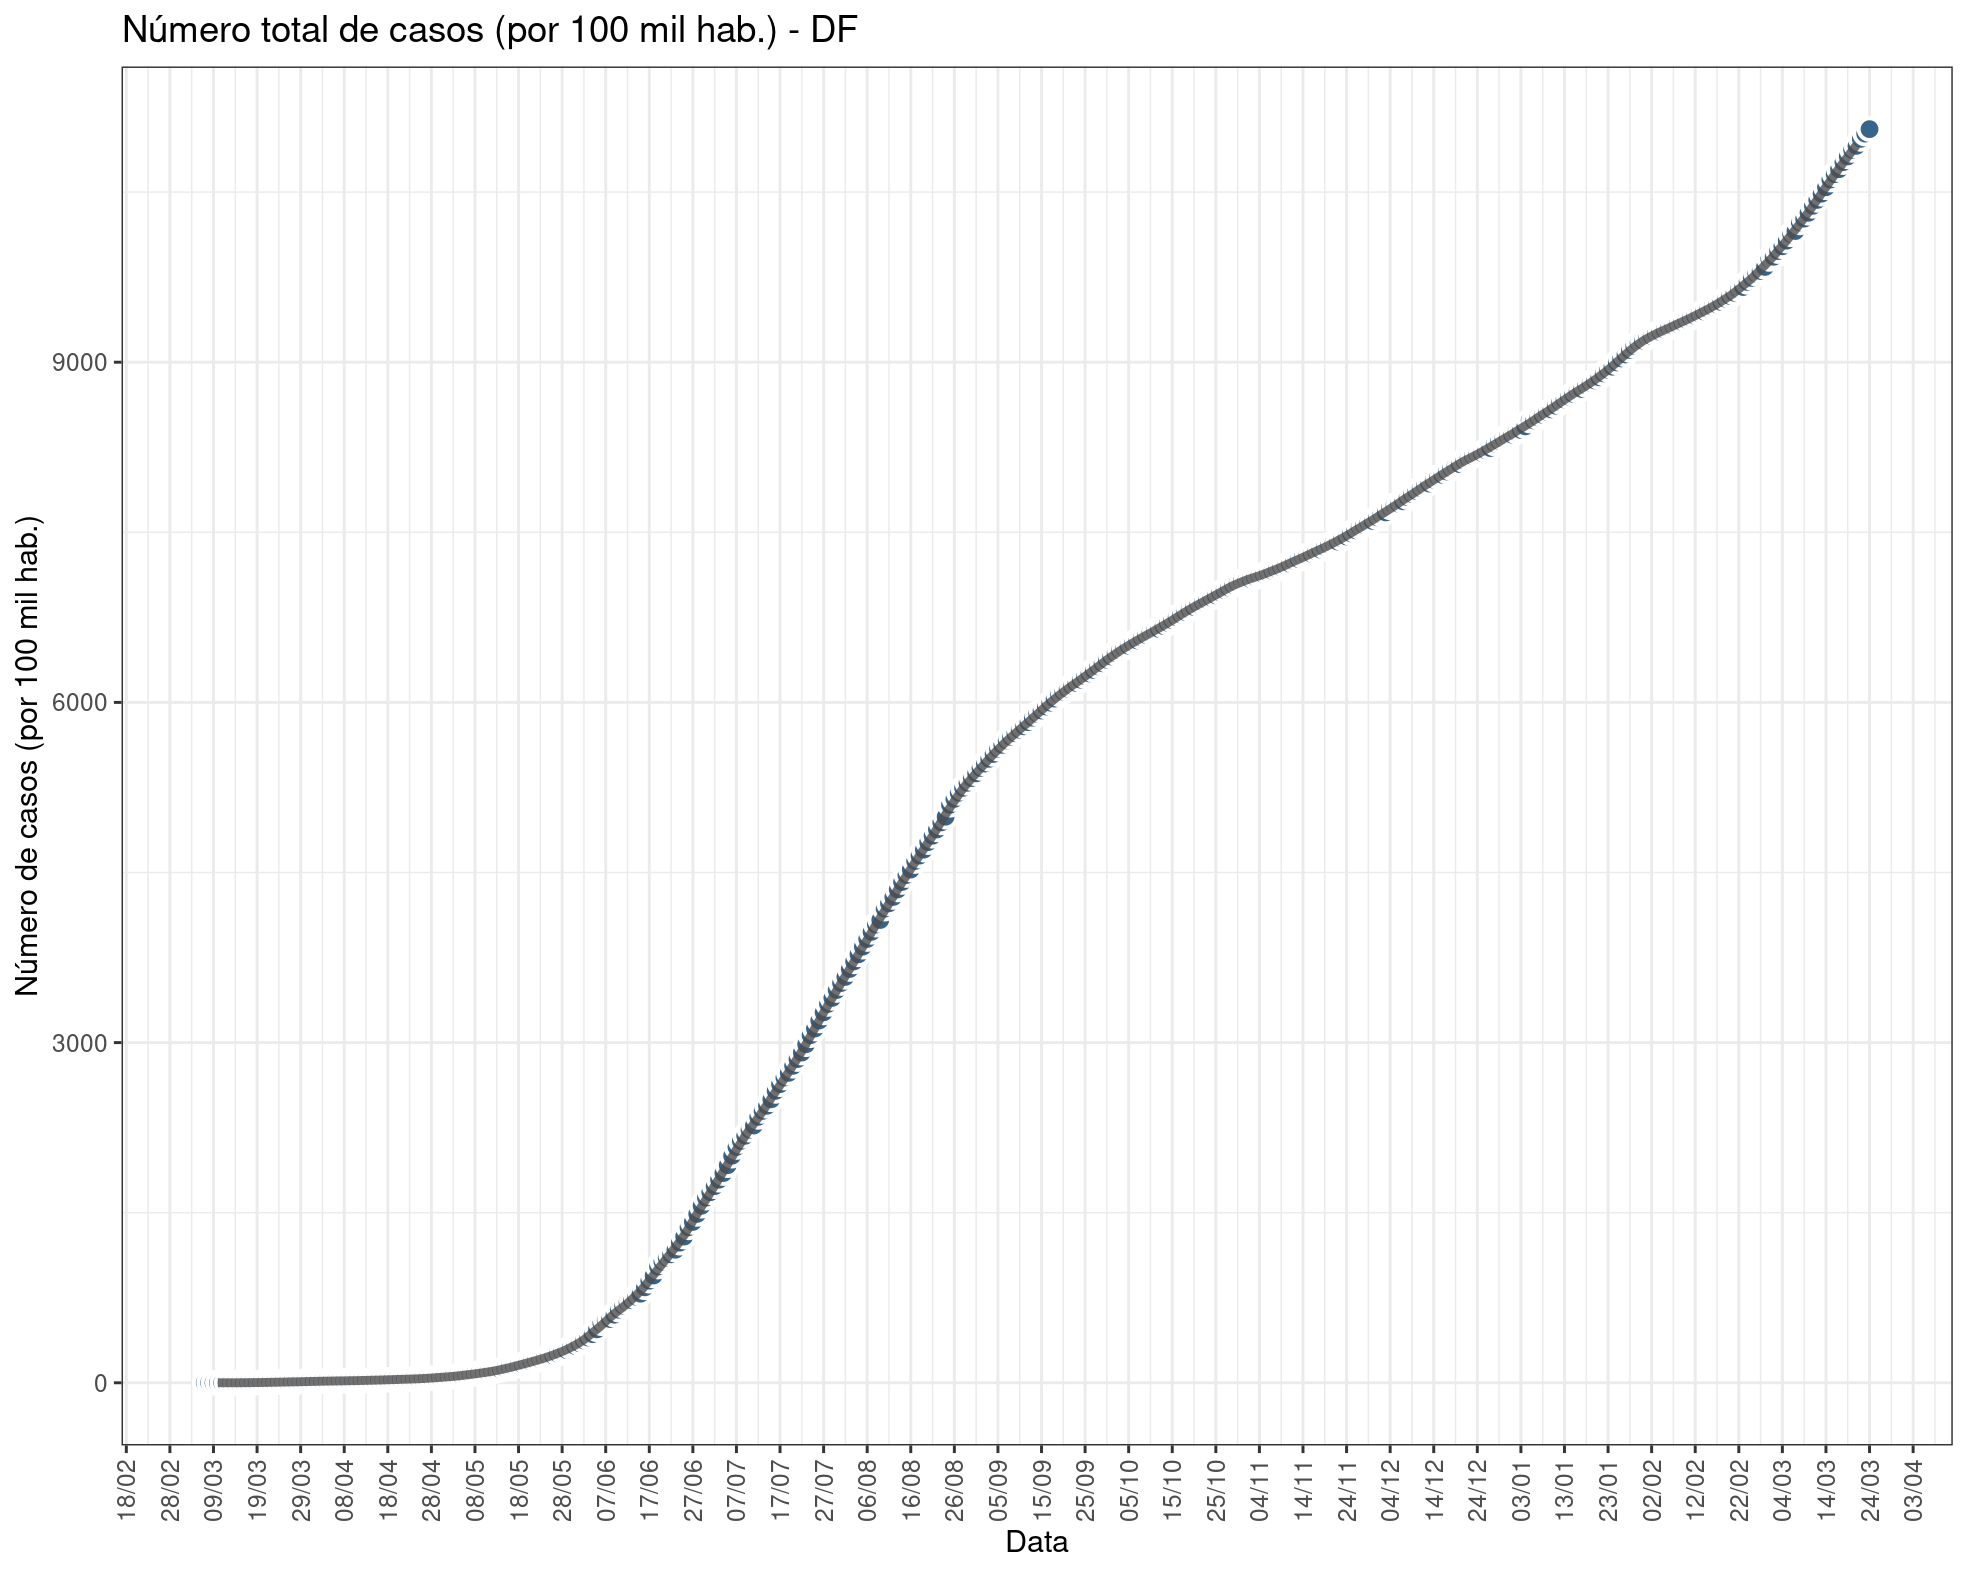 Número total de casos (por 100 mil hab.) - DF
Número de casos (por 100 mil hab.)
9000
6000
3000
0
18/02 28/02 09/03 19/03 29/03 08/04 18/04 28/04 08/05 18/05 28/05 07/06 17/06 27/06 07/07 17/07 27/07 06/08 16/08 26/08 05/09 15/09 25/09 05/10 15/10 25/10 04/11 14/11 24/11 04/12 14/12 24/12 03/01 13/01 23/01 02/02 12/02 22/02 04/03 14/03 24/03 03/04
Data